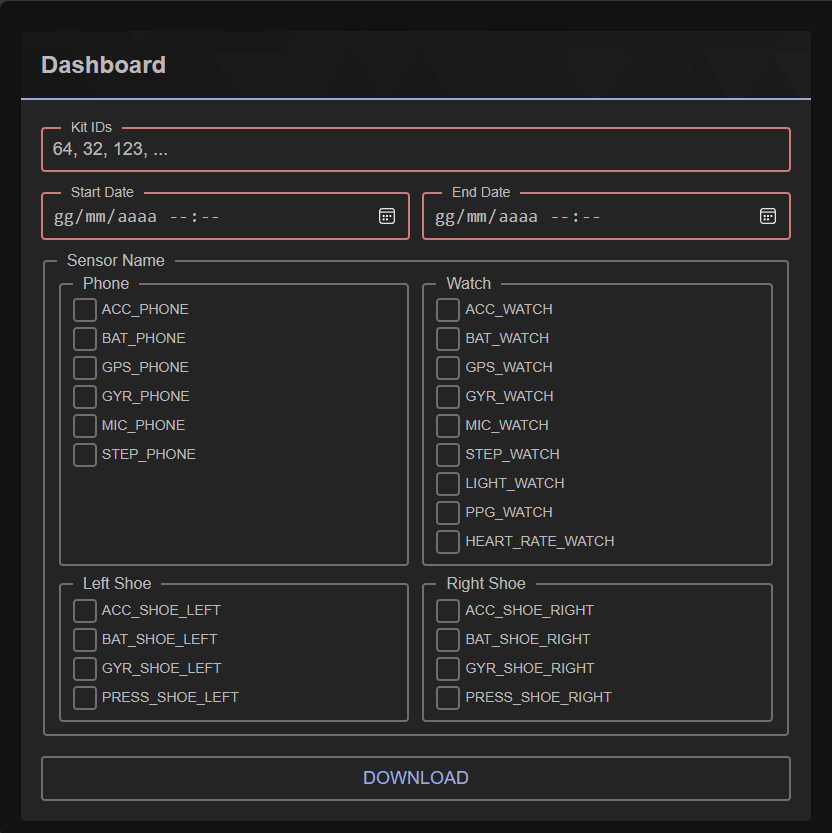 Dashboard
Kit IDs
64, 32, 123, ...
Start Date
gg/mm/aaaa --:--
End Date
gg/mm/aaaa --:--
Sensor Name
Phone
ACC_PHONE
BAT_PHONE
GPS_PHONE
GYR_PHONE
MIC_PHONE
STEP_PHONE
Watch
ACC_WATCH
BAT_WATCH
GPS_WATCH
GYR_WATCH
MIC_WATCH
STEP_WATCH
LIGHT_WATCH
PPG_WATCH
HEART_RATE_WATCH
Left Shoe
ACC_SHOE_LEFT
BAT_SHOE_LEFT
GYR_SHOE_LEFT
PRESS_SHOE_LEFT
Right Shoe
ACC_SHOE_RIGHT
BAT_SHOE_RIGHT
GYR_SHOE_RIGHT
PRESS_SHOE_RIGHT
DOWNLOAD